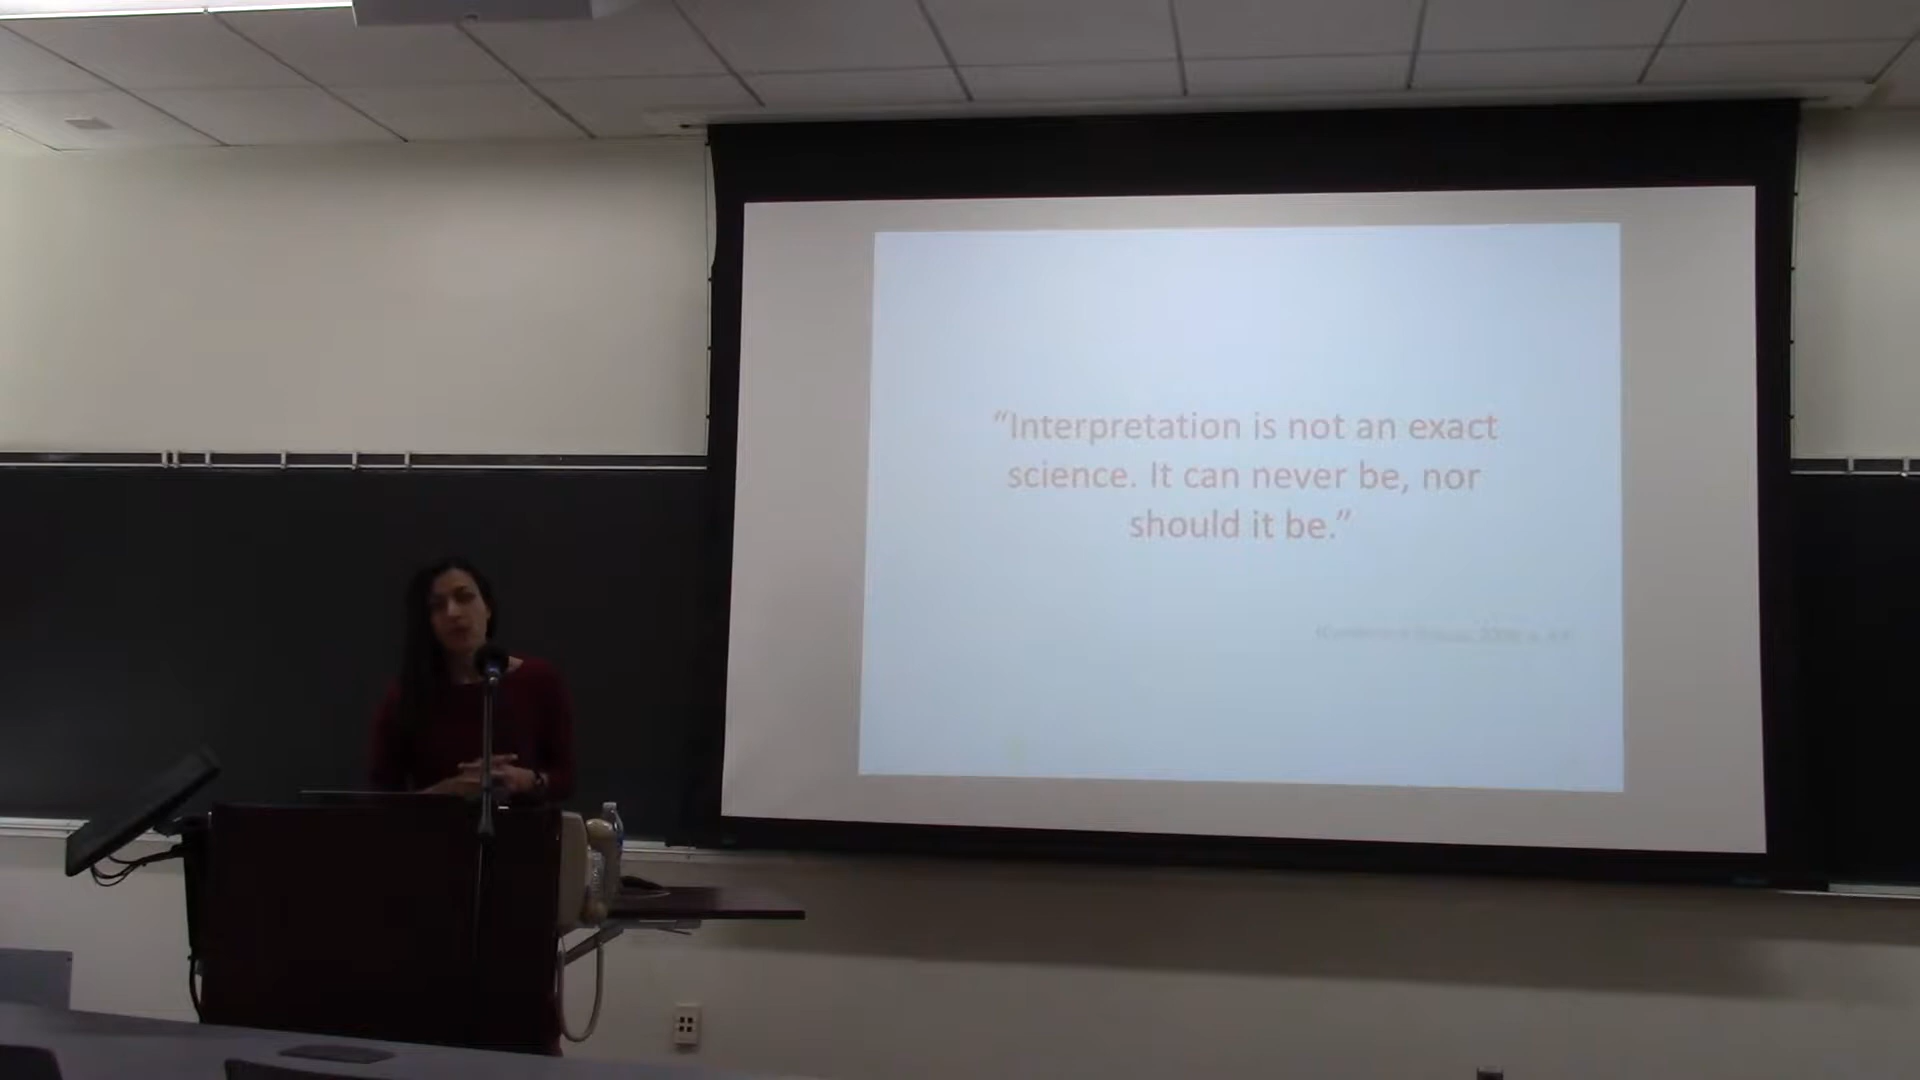 “Interpretation is not an exact
science. It can never be, nor
should it be.”